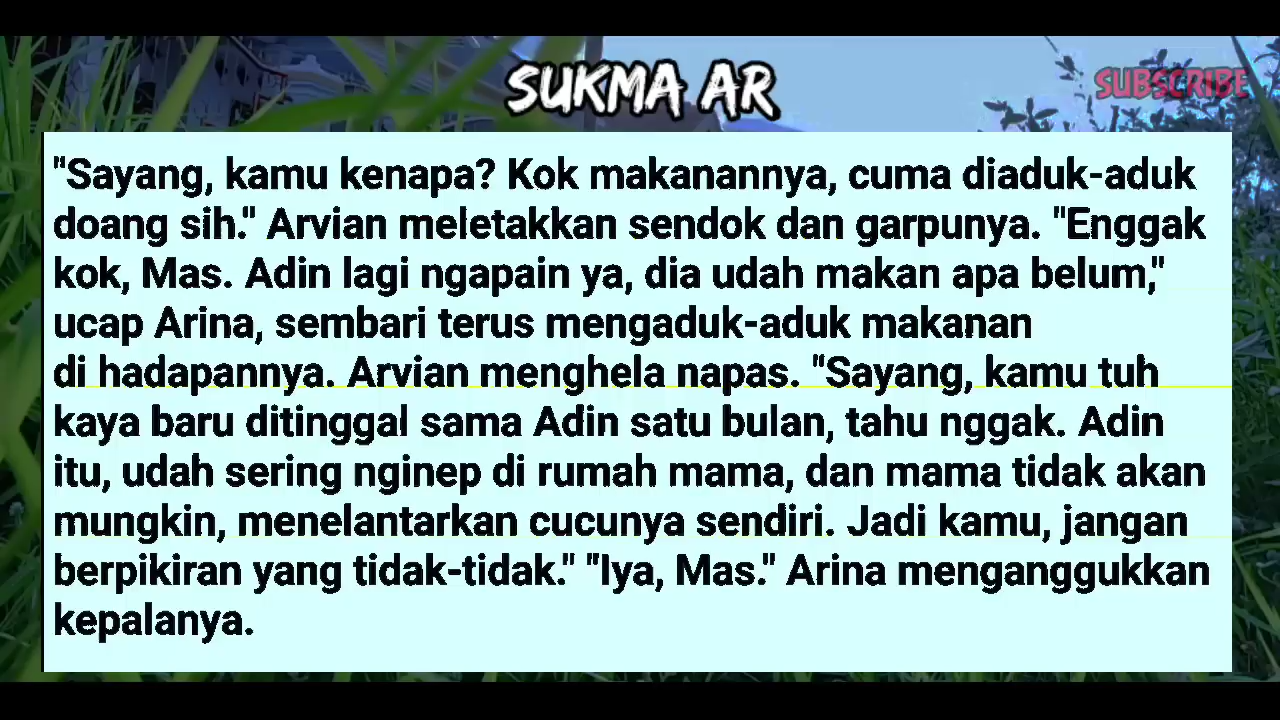 SUKMA AR
SUBSCRIBE
"Sayang, kamu kenapa? Kok makanannya, cuma diaduk-aduk
doang sih." Arvian meletakkan sendok dan garpunya. "Enggak
kok, Mas. Adin lagi ngapain ya, dia udah makan apa belum,"
ucap Arina, sembari terus mengaduk-aduk makanan
di hadapannya. Arvian menghela napas. "Sayang, kamu tuh
kaya baru ditinggal sama Adin satu bulan, tahu nggak. Adin
itu, udah sering nginep di rumah mama, dan mama tidak akan
mungkin, menelantarkan cucunya sendiri. Jadi kamu, jangan
berpikiran yang tidak-tidak." "Iya, Mas." Arina menganggukkan
kepalanya.